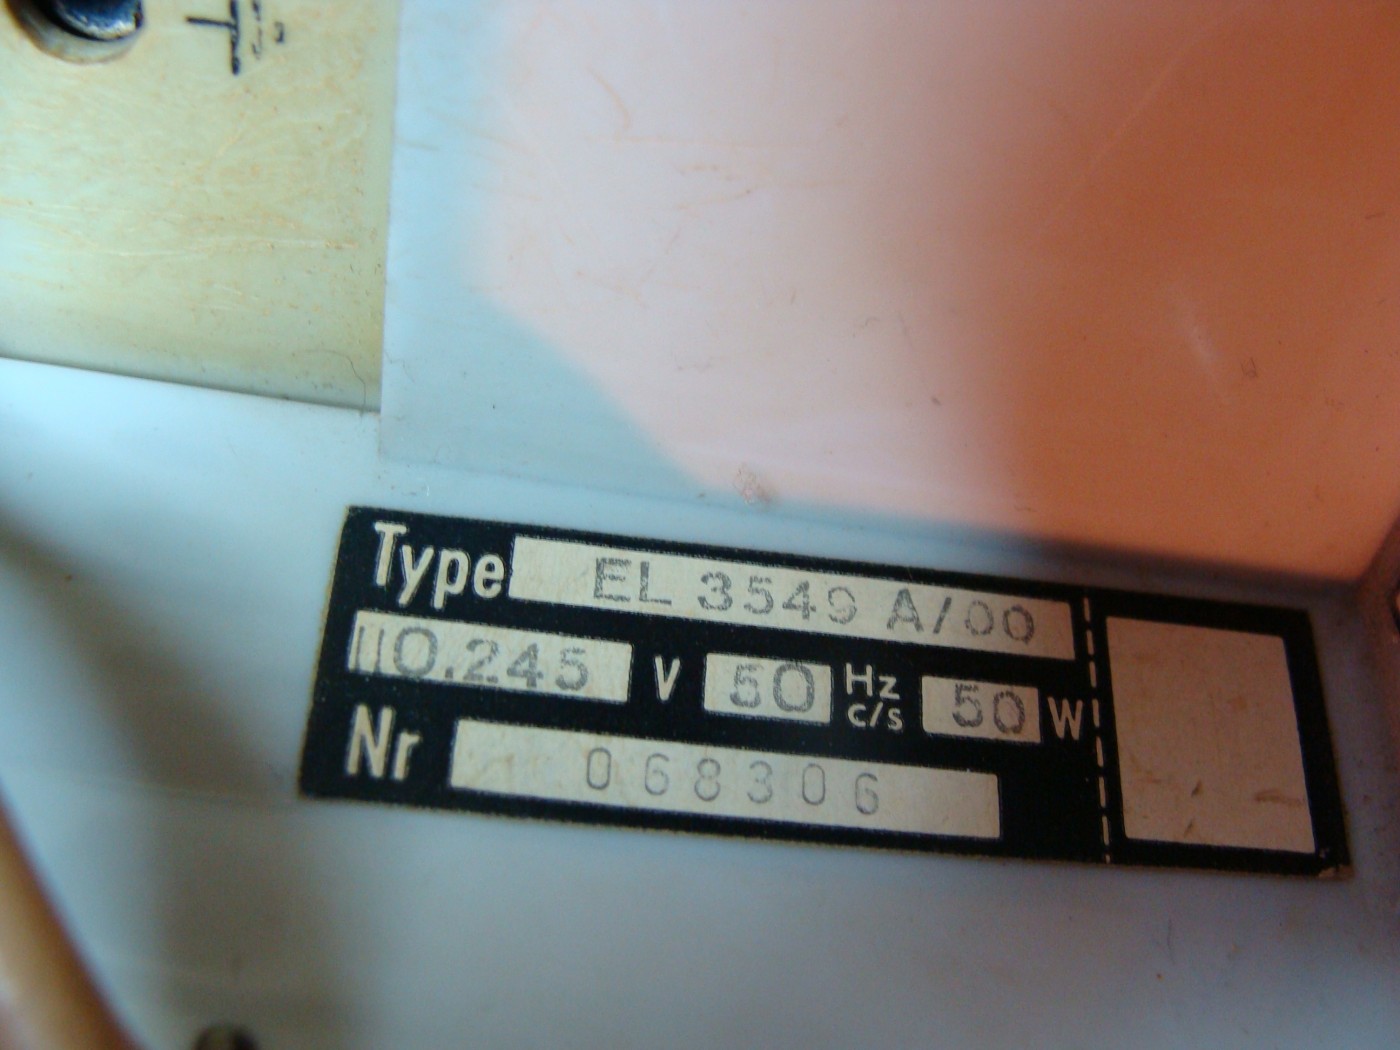 Type EL 3549 A/00
110.245 V 50 Hz c/s 50 W
Nr 068306